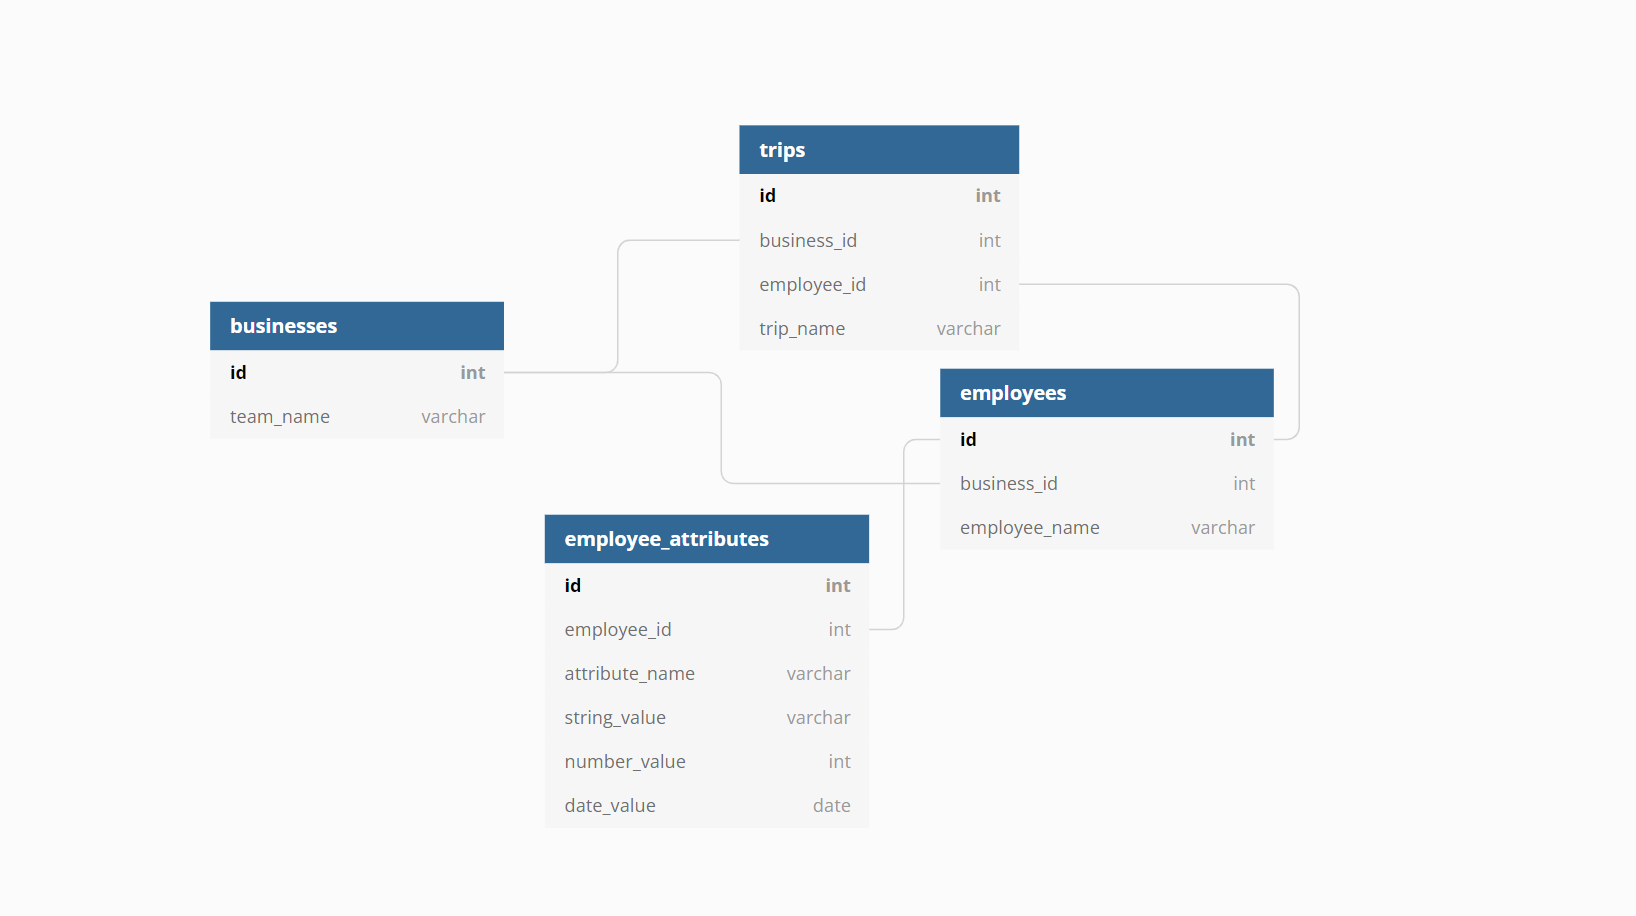 trips
id int
business_id int
employee_id int
trip_name varchar
businesses
id int
team_name varchar
employees
id int
business_id int
employee_name varchar
employee_attributes
id int
employee_id int
attribute_name varchar
string_value varchar
number_value int
date_value date